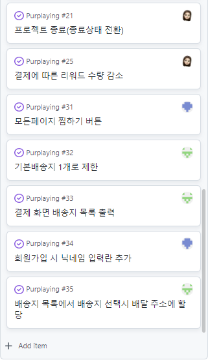 Purplaying #21
프로젝트 종료(종료상태 전환)
Purplaying #25
결제에 따른 리워드 수량 감소
Purplaying #31
모든페이지 찜하기 버튼
Purplaying #32
기본배송지 1개로 제한
Purplaying #33
결제 화면 배송지 목록 출력
Purplaying #34
회원가입 시 닉네임 입력란 추가
Purplaying #35
배송지 목록에서 배송지 선택시 배달 주소에 할
당
+ Add item